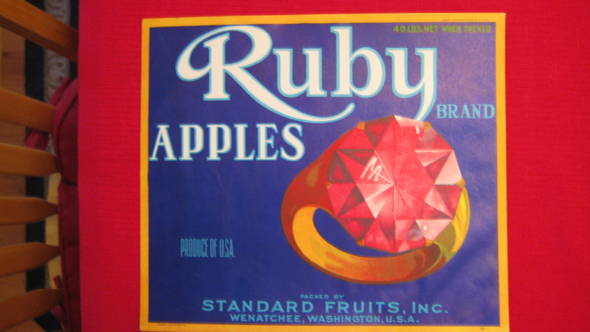 40 LBS. NET WHEN PACKED
Ruby
BRAND
APPLES
PRODUCE OF U.S.A.
PACKED BY
STANDARD FRUITS, INC.
WENATCHEE, WASHINGTON, U.S.A.